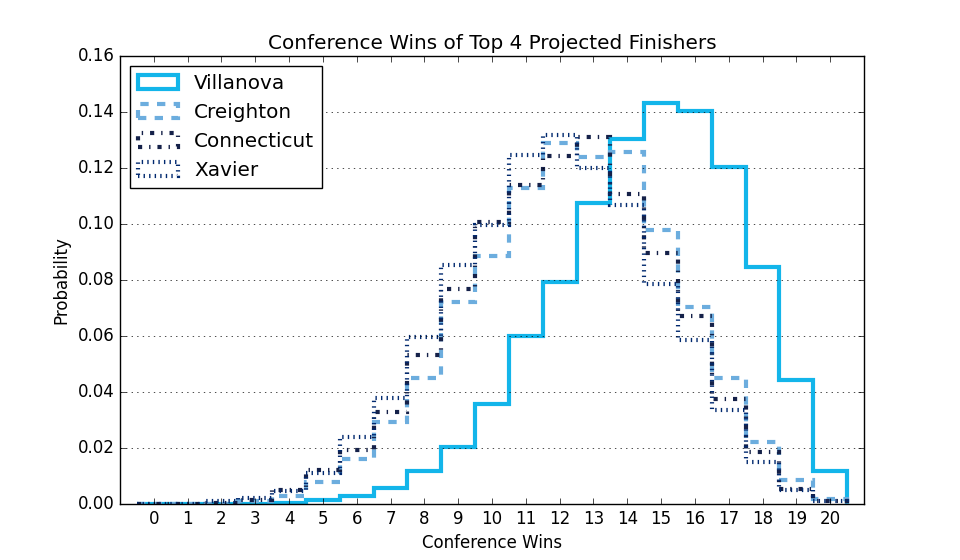 Conference Wins of Top 4 Projected Finishers
0.16
0.14
0.12
0.10
0.08
0.06
0.04
0.02
0.00
Probability
Villanova
Creighton
Connecticut
Xavier
0 1 2 3 4 5 6 7 8 9 10 11 12 13 14 15 16 17 18 19 20
Conference Wins